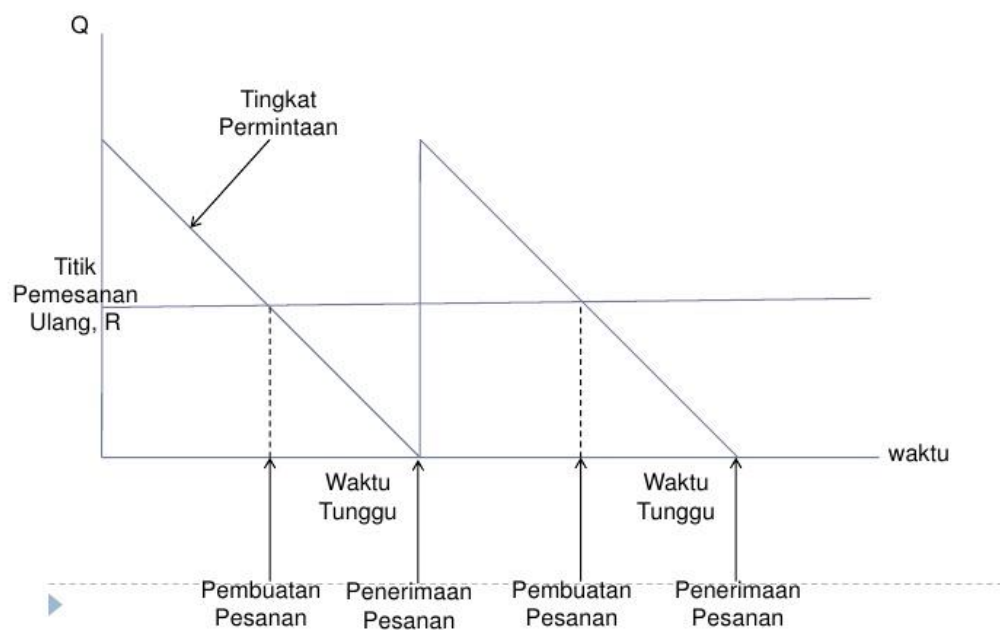 Q
Tingkat
Permintaan
Titik
Pemesanan
Ulang, R
waktu
Waktu
Tunggu
Waktu
Tunggu
Pembuatan
Pesanan
Penerimaan
Pesanan
Pembuatan
Pesanan
Penerimaan
Pesanan